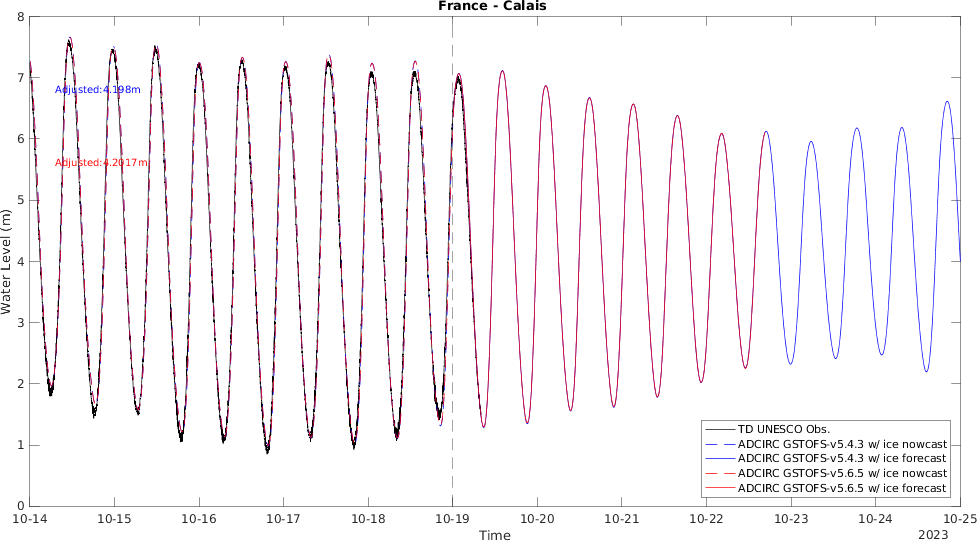 France - Calais
Water Level (m)
8
7
6
5
4
3
2
1
0
Adjusted:4.198m
Adjusted:4.2017m
TD UNESCO Obs.
ADCIRC GSTOFS-v5.4.3 w/ ice nowcast
ADCIRC GSTOFS-v5.4.3 w/ ice forecast
ADCIRC GSTOFS-v5.6.5 w/ ice nowcast
ADCIRC GSTOFS-v5.6.5 w/ ice forecast
10-14 10-15 10-16 10-17 10-18 10-19 10-20 10-21 10-22 10-23 10-24 10-25
Time
2023